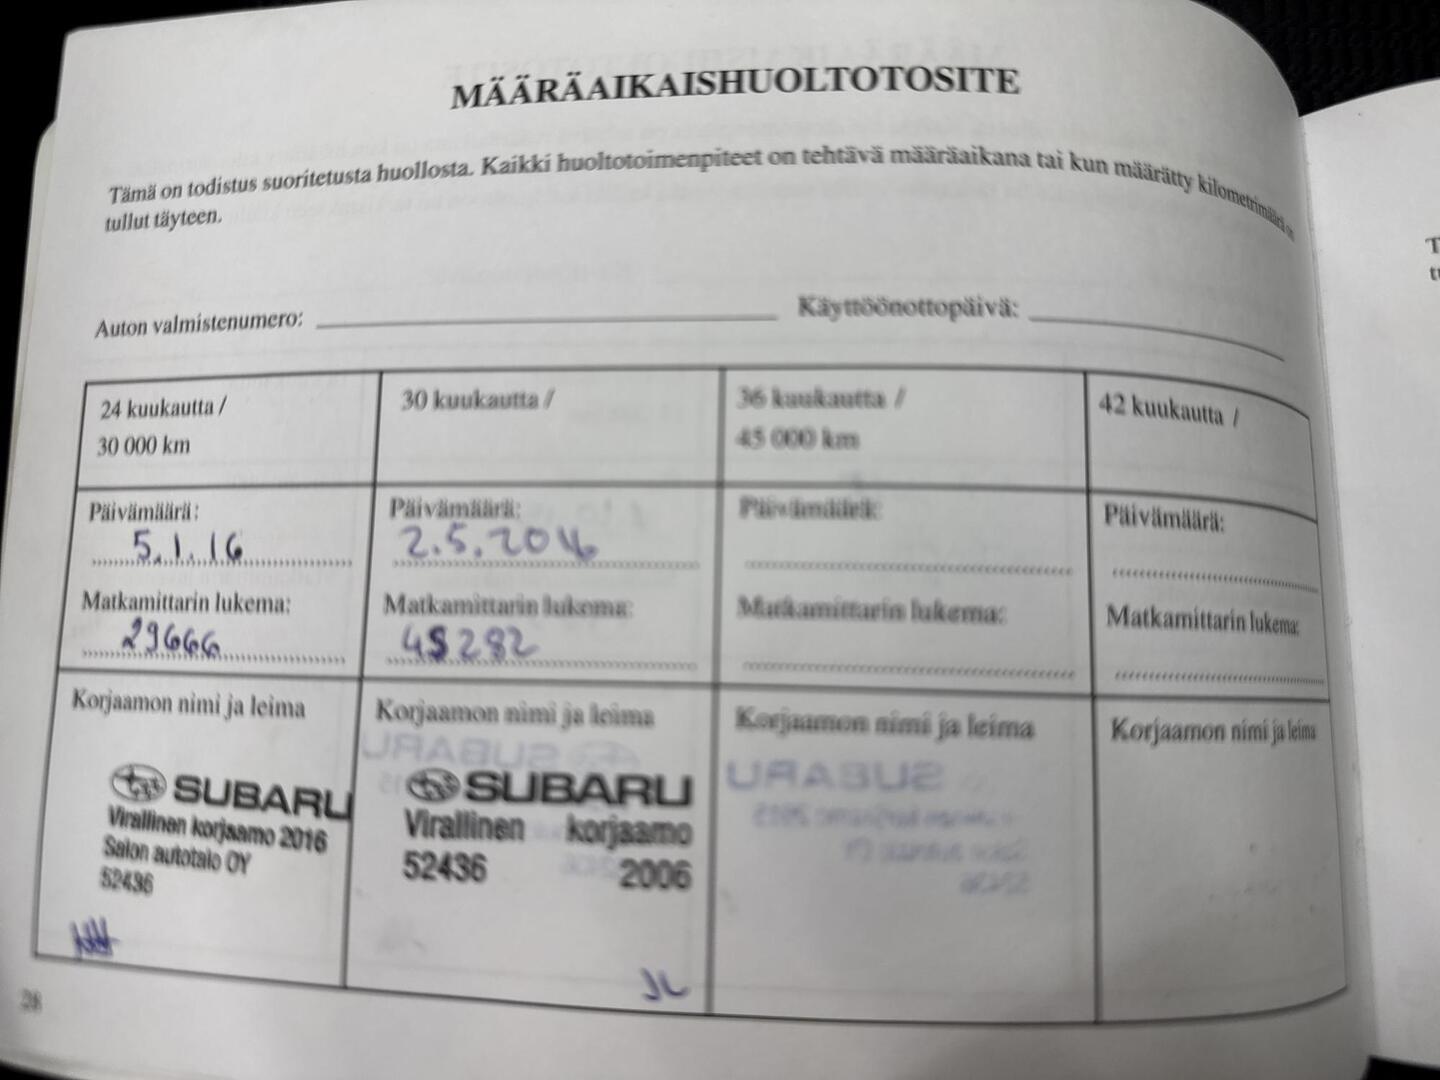 MÄÄRÄAIKAISHUOLTOTOSITE
Tämä on todistus suoritetusta huollosta. Kaikki huoltotoimenpiteet on tehtävä määräaikana tai kun määrätty kilometrimäärä on
tullut täyteen.
Auton valmistenumero: Käyttöönottopäivä:
24 kuukautta /
30 000 km
30 kuukautta /
36 kuukautta /
45 000 km
42 kuukautta /
Päivämäärä:
5.1.16
Matkamittarin lukema:
29666
Päivämäärä:
2.5.2016
Matkamittarin lukema:
45282
Päivämäärä:
Matkamittarin lukema:
Päivämäärä:
Matkamittarin lukema:
Korjaamon nimi ja leima
SUBARU
Virallinen korjaamo 2016
Salon autotalo OY
52436
Korjaamon nimi ja leima
SUBARU
Virallinen korjaamo
52436 2006
JL
Korjaamon nimi ja leima
Korjaamon nimi ja leima
28